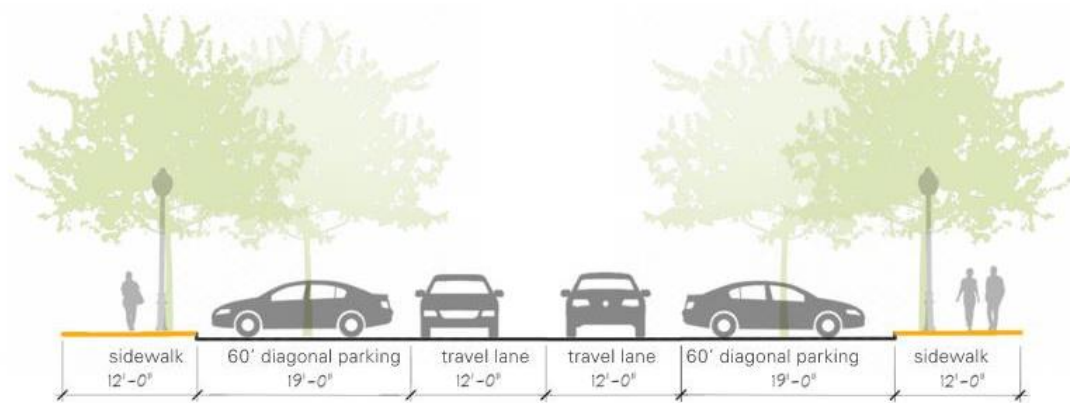 sidewalk 60' diagonal parking travel lane travel lane 60' diagonal parking sidewalk
12'-0" 19'-0" 12'-0" 12'-0" 19'-0" 12'-0"